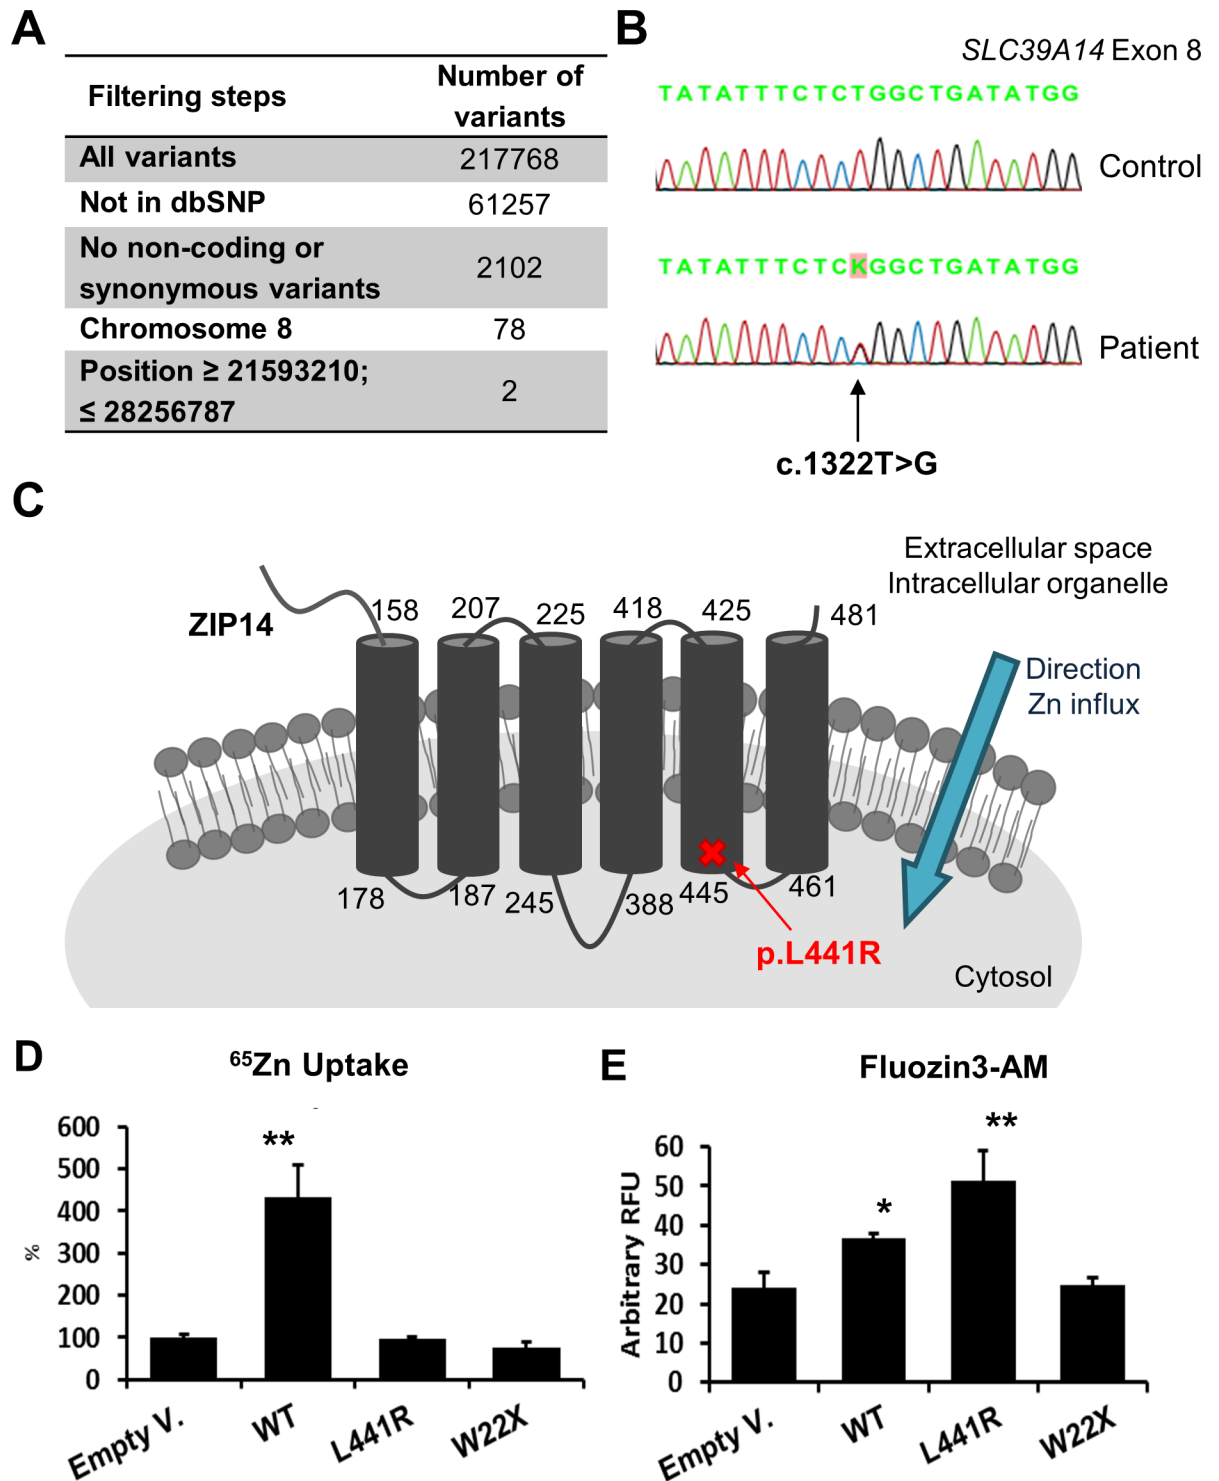 A
Filtering steps
Number of
variants
All variants
217768
Not in dbSNP
61257
No non-coding or
synonymous variants
2102
Chromosome 8
78
Position ≥ 21593210;
≤ 28256787
2
B
SLC39A14 Exon 8
TATATTTCTCTGGCTGATATGG
Control
TATATTTCTCKGGCTGATATGG
Patient
c.1322T>G
C
Extracellular space
Intracellular organelle
ZIP14
158
207
225
418
425
481
Direction
Zn influx
178
187
245
388
445
461
p.L441R
Cytosol
D
65Zn Uptake
**
600
500
400
300
200
100
0
%
Empty V.
WT
L441R
W22X
E
Fluozin3-AM
**
*
60
50
40
30
20
10
0
Arbitrary RFU
Empty V.
WT
L441R
W22X